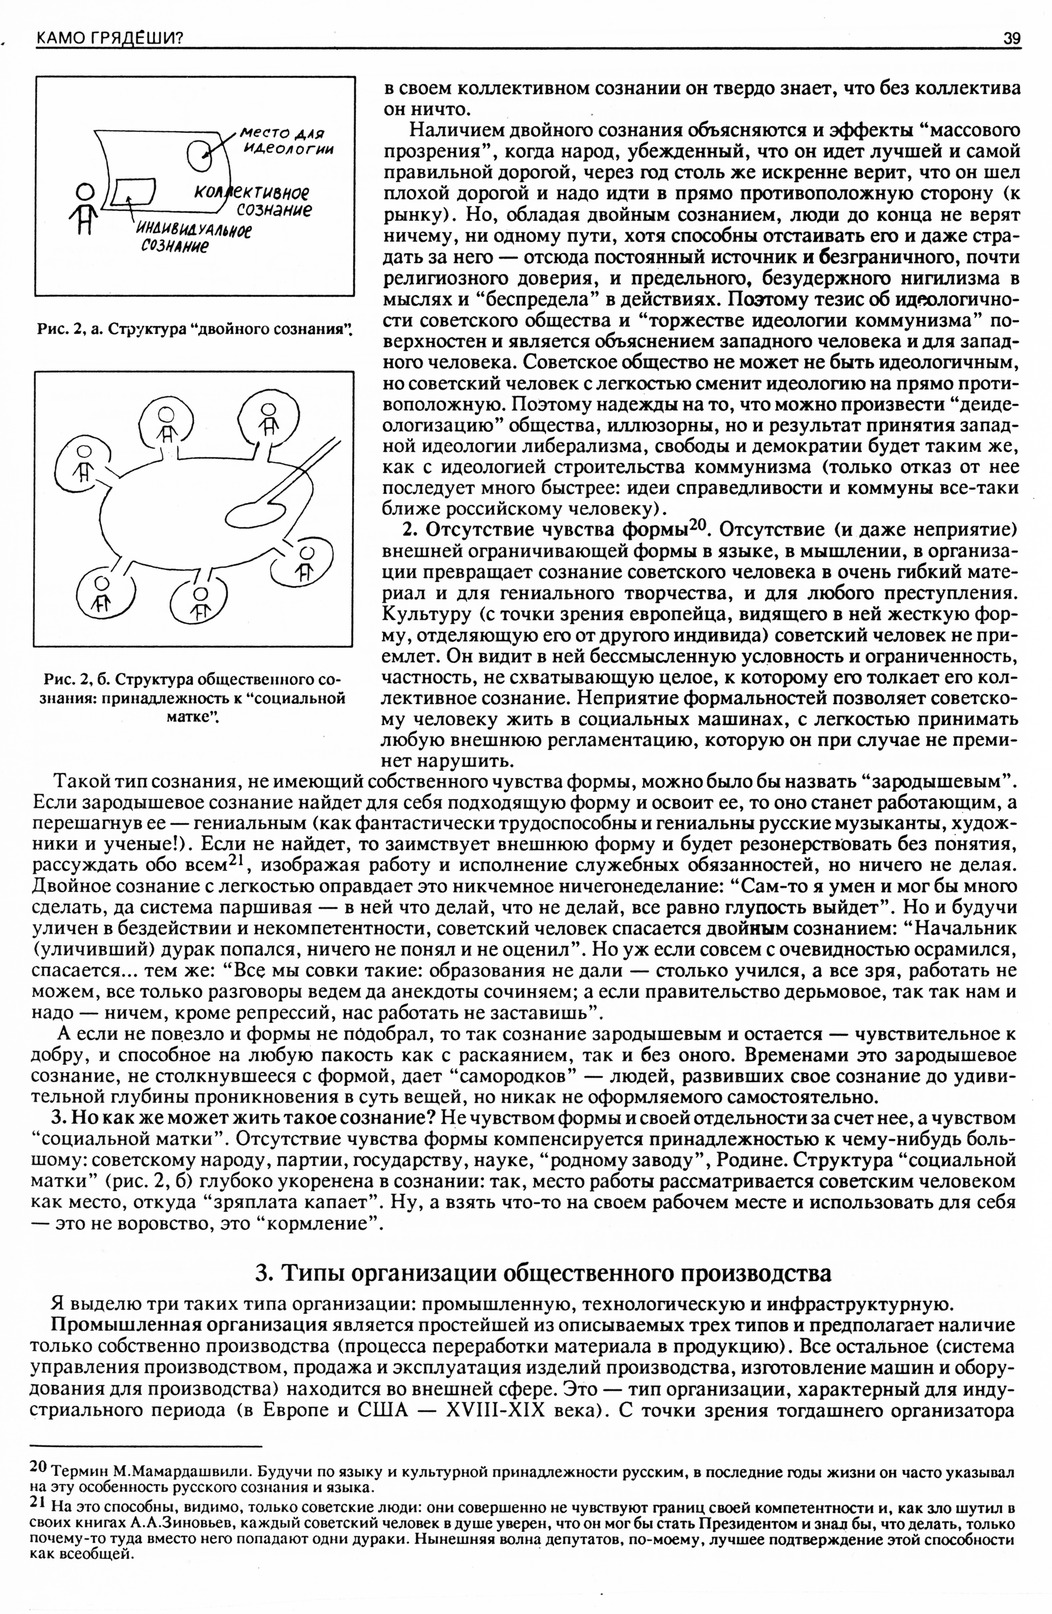 КАМО ГРЯДЕШИ?
39
место для
идеологии
коллективное
сознание
индивидуальное
сознание
Рис. 2, а. Структура “двойного сознания”.
Рис. 2, б. Структура общественного со-
знания: принадлежность к “социальной
матке”.
в своем коллективном сознании он твердо знает, что без коллектива
он ничто.
Наличием двойного сознания объясняются и эффекты “массового
прозрения”, когда народ, убежденный, что он идет лучшей и самой
правильной дорогой, через год столь же искренне верит, что он шел
плохой дорогой и надо идти в прямо противоположную сторону (к
рынку). Но, обладая двойным сознанием, люди до конца не верят
ничему, ни одному пути, хотя способны отстаивать его и даже стра-
дать за него — отсюда постоянный источник и безграничного, почти
религиозного доверия, и предельного, безудержного нигилизма в
мыслях и “беспредела” в действиях. Поэтому тезис об идеологично-
сти советского общества и “торжестве идеологии коммунизма” по-
верхностен и является объяснением западного человека и для запад-
ного человека. Советское общество не может не быть идеологичным,
но советский человек с легкостью сменит идеологию на прямо проти-
воположную. Поэтому надежды на то, что можно произвести “деиде-
ологизацию” общества, иллюзорны, но и результат принятия запад-
ной идеологии либерализма, свободы и демократии будет таким же,
как с идеологией строительства коммунизма (только отказ от нее
последует много быстрее: идеи справедливости и коммуны все-таки
ближе российскому человеку).
2. Отсутствие чувства формы20. Отсутствие (и даже неприятие)
внешней ограничивающей формы в языке, в мышлении, в организа-
ции превращает сознание советского человека в очень гибкий мате-
риал и для гениального творчества, и для любого преступления.
Культуру (с точки зрения европейца, видящего в ней жесткую фор-
му, отделяющую его от другого индивида) советский человек не при-
емлет. Он видит в ней бессмысленную условность и ограниченность,
частность, не схватывающую целое, к которому его толкает его кол-
лективное сознание. Неприятие формальностей позволяет советско-
му человеку жить в социальных машинах, с легкостью принимать
любую внешнюю регламентацию, которую он при случае не преми-
нет нарушить.
Такой тип сознания, не имеющий собственного чувства формы, можно было бы назвать “зародышевым”.
Если зародышевое сознание найдет для себя подходящую форму и освоит ее, то оно станет работающим, а
перешагнув ее — гениальным (как фантастически трудоспособны и гениальны русские музыканты, худож-
ники и ученые!). Если не найдет, то заимствует внешнюю форму и будет резонерствовать без понятия,
рассуждать обо всем21, изображая работу и исполнение служебных обязанностей, но ничего не делая.
Двойное сознание с легкостью оправдает это никчемное ничегонеделание: “Сам-то я умен и мог бы много
сделать, да система паршивая — в ней что делай, что не делай, все равно глупость выйдет”. Но и будучи
уличен в бездействии и некомпетентности, советский человек спасается двойным сознанием: “Начальник
(уличивший) дурак попался, ничего не понял и не оценил”. Но уж если совсем с очевидностью осрамился,
спасается... тем же: “Все мы совки такие: образования не дали — столько учился, а все зря, работать не
можем, все только разговоры ведем да анекдоты сочиняем; а если правительство дерьмовое, так так нам и
надо — ничем, кроме репрессий, нас работать не заставишь”.
А если не повезло и формы не подобрал, то так сознание зародышевым и остается — чувствительное к
добру, и способное на любую пакость как с раскаянием, так и без оного. Временами это зародышевое
сознание, не столкнувшееся с формой, дает “самородков” — людей, развивших свое сознание до удиви-
тельной глубины проникновения в суть вещей, но никак не оформляемого самостоятельно.
3. Но как же может жить такое сознание? Не чувством формы и своей отдельности за счет нее, а чувством
“социальной матки”. Отсутствие чувства формы компенсируется принадлежностью к чему-нибудь боль-
шому: советскому народу, партии, государству, науке, “родному заводу”, Родине. Структура “социальной
матки” (рис. 2, б) глубоко укоренена в сознании: так, место работы рассматривается советским человеком
как место, откуда “зряплата капает”. Ну, а взять что-то на своем рабочем месте и использовать для себя
— это не воровство, это “кормление”.
3. Типы организации общественного производства
Я выделю три таких типа организации: промышленную, технологическую и инфраструктурную.
Промышленная организация является простейшей из описываемых трех типов и предполагает наличие
только собственно производства (процесса переработки материала в продукцию). Все остальное (система
управления производством, продажа и эксплуатация изделий производства, изготовление машин и обору-
дования для производства) находится во внешней сфере. Это — тип организации, характерный для инду-
стриального периода (в Европе и США — XVIII-XIX века). С точки зрения тогдашнего организатора
20 Термин М.Мамардашвили. Будучи по языку и культурной принадлежности русским, в последние годы жизни он часто указывал
на эту особенность русского сознания и языка.
21 На это способны, видимо, только советские люди: они совершенно не чувствуют границ своей компетентности и, как зло шутил в
своих книгах А.А.Зиновьев, каждый советский человек в душе уверен, что он мог бы стать Президентом и знал бы, что делать, только
почему-то туда вместо него попадают одни дураки. Нынешняя волна депутатов, по-моему, лучшее подтверждение этой способности
как всеобщей.